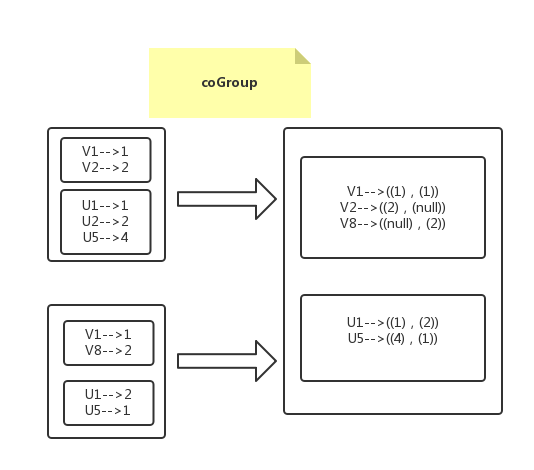 coGroup
V1-->1
V2-->2
U1-->1
U2-->2
U5-->4
V1-->1
V8-->2
U1-->2
U5-->1
V1-->((1) , (1))
V2-->((2) , (null))
V8-->((null) , (2))
U1-->((1) , (2))
U5-->((4) , (1))